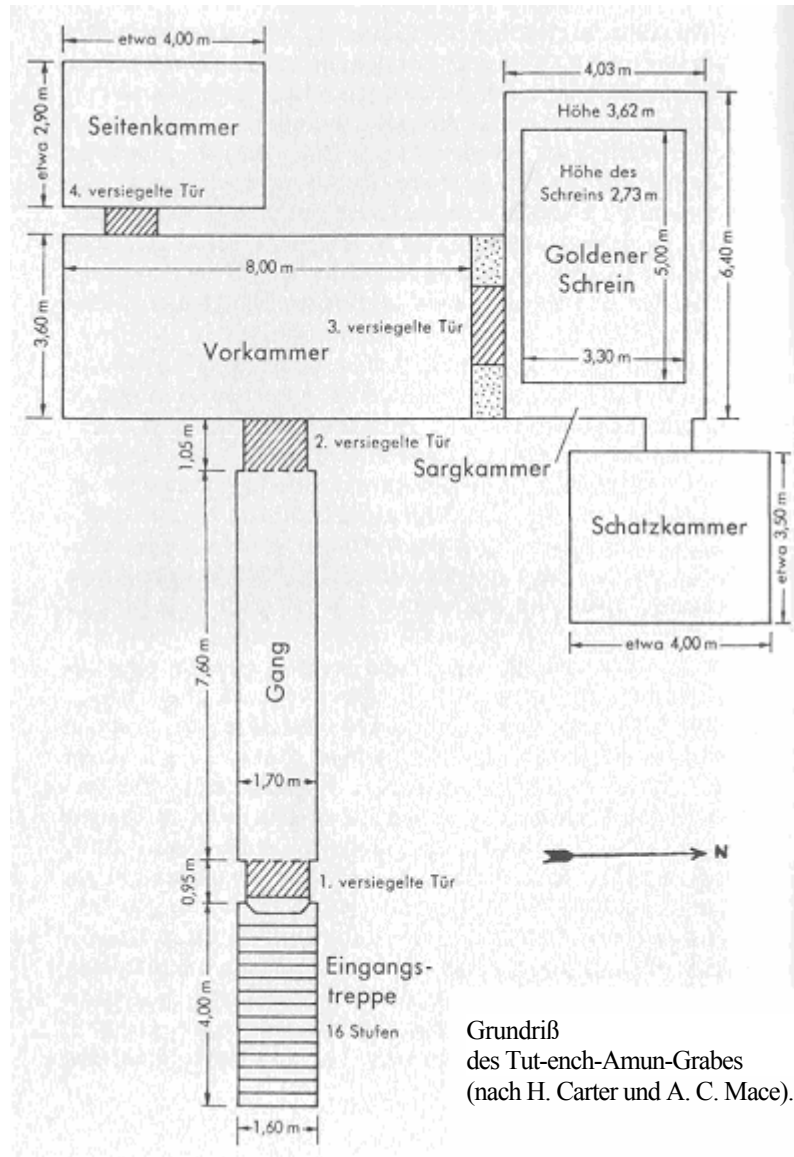 etwa 4,00 m
etwa 2,90 m
Seitenkammer
4. versiegelte Tür
4,03 m
Höhe 3,62 m
Höhe des
Schreins 2,73 m
Goldener
Schrein
5,00 m
3,30 m
6,40 m
3,60 m
8,00 m
3. versiegelte Tür
Vorkammer
1,05 m
2. versiegelte Tür
Sargkammer
Schatzkammer
etwa 3,50 m
etwa 4,00 m
7,60 m
Gang
1,70 m
N
0,95 m
1. versiegelte Tür
4,00 m
Eingangs-
treppe
16 Stufen
1,60 m
Grundriß
des Tut-ench-Amun-Grabes
(nach H. Carter und A. C. Mace).